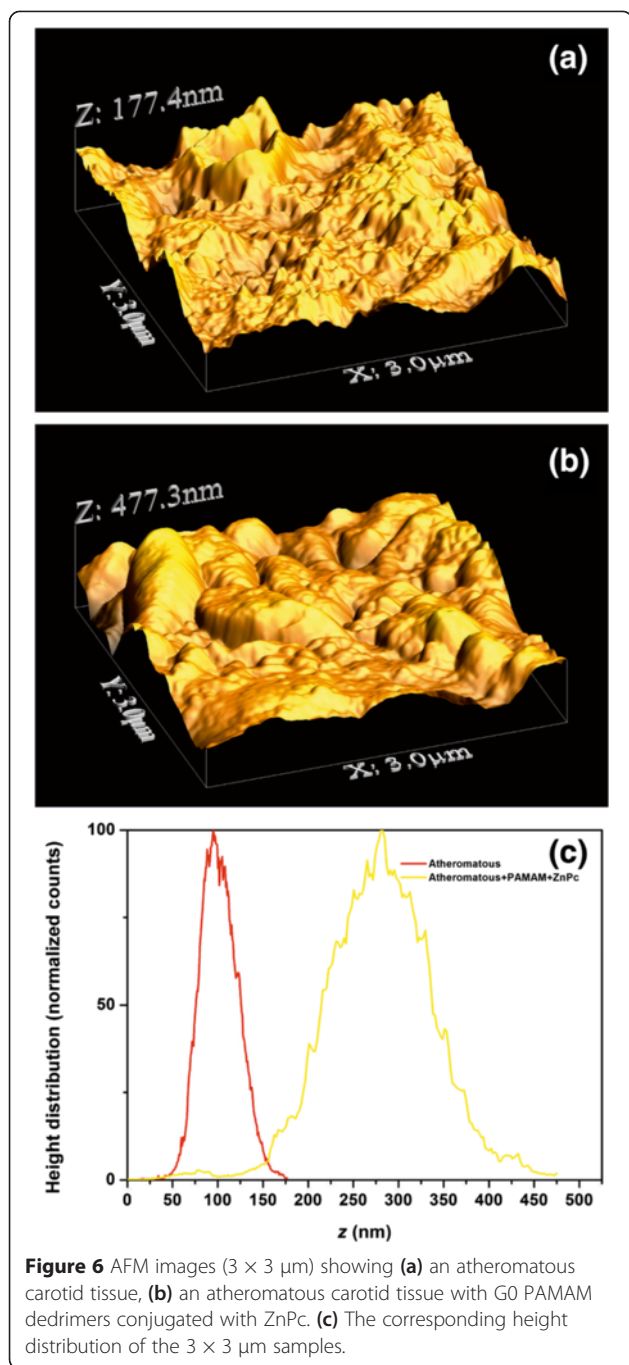 (a)
Z: 177.4nm
Y: 3.0µm
X: 3.0µm
(b)
Z: 477.3nm
Y: 3.0µm
X: 3.0µm
(c)
Atheromatous
Atheromatous+PAMAM+ZnPc
Height distribution (normalized counts)
100
50
0
0 50 100 150 200 250 300 350 400 450 500
z (nm)
Figure 6 AFM images (3 × 3 µm) showing (a) an atheromatous
carotid tissue, (b) an atheromatous carotid tissue with G0 PAMAM
dedrimers conjugated with ZnPc. (c) The corresponding height
distribution of the 3 × 3 µm samples.